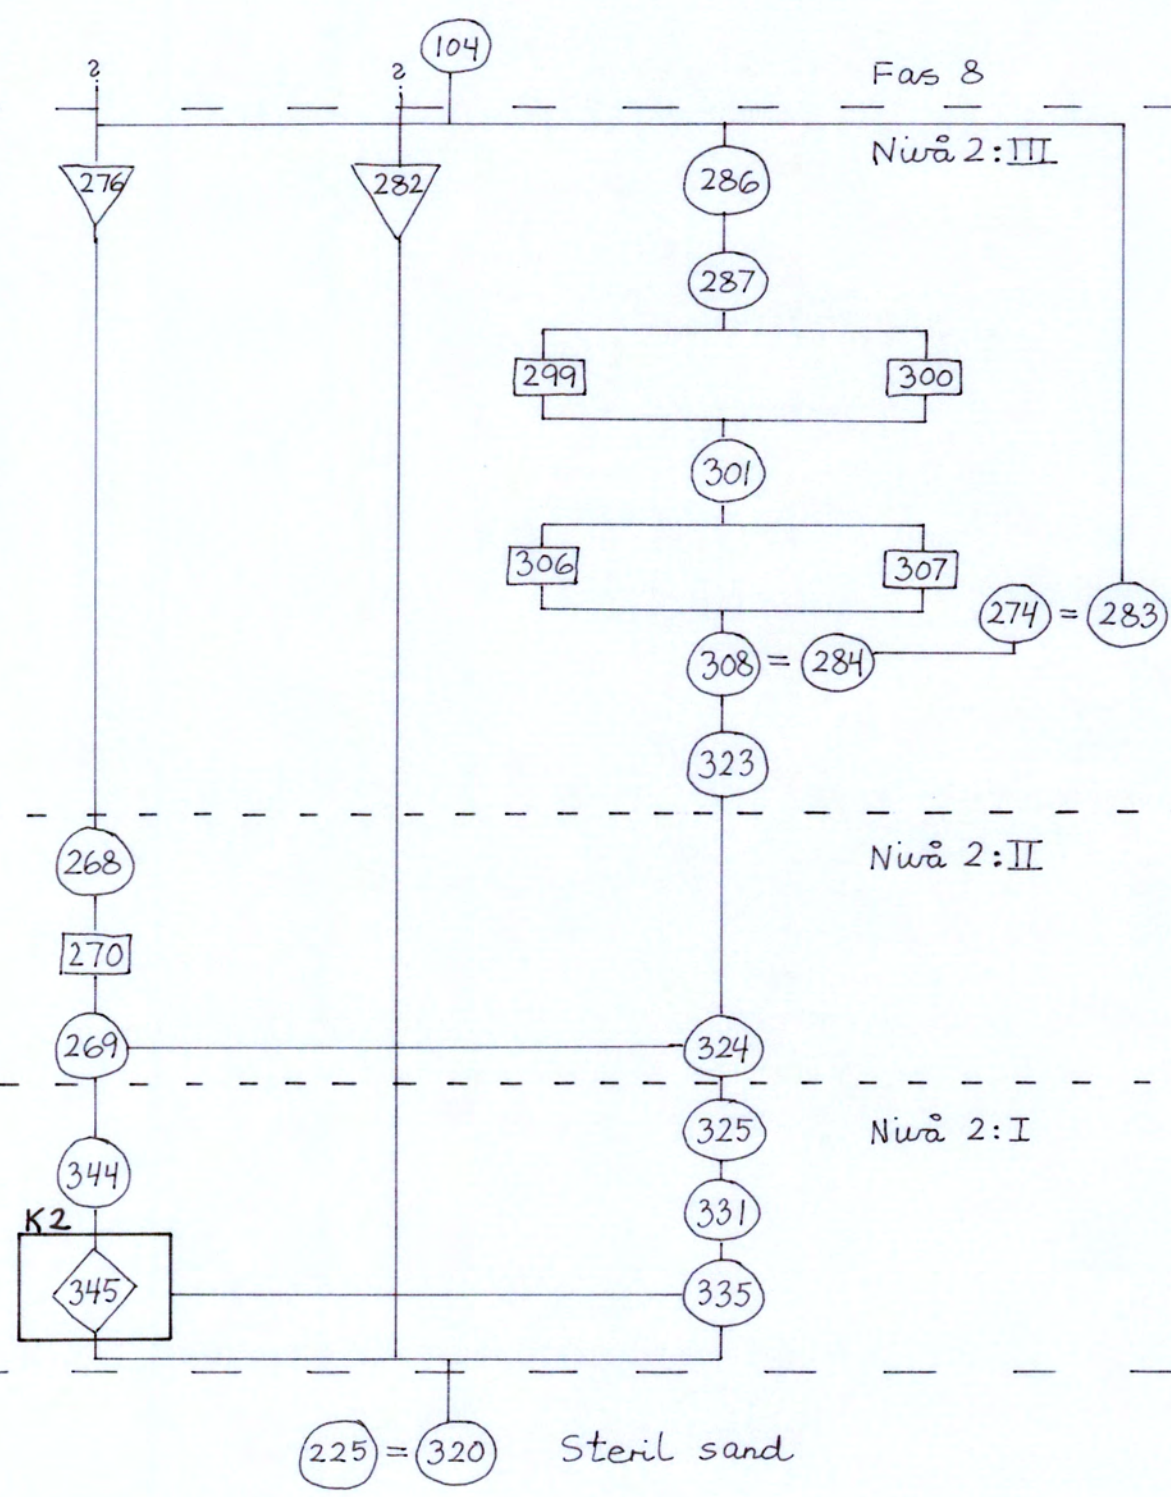 104
? ? Fas 8
Nivå 2:III
276 282 286
287
299 300
301
306 307
274 = 283
308 = 284
323
268 Nivå 2:II
270
269 324
325 Nivå 2:I
344
331
K2
345 335
225 = 320 Steril sand